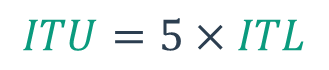 ITU = 5 × ITL